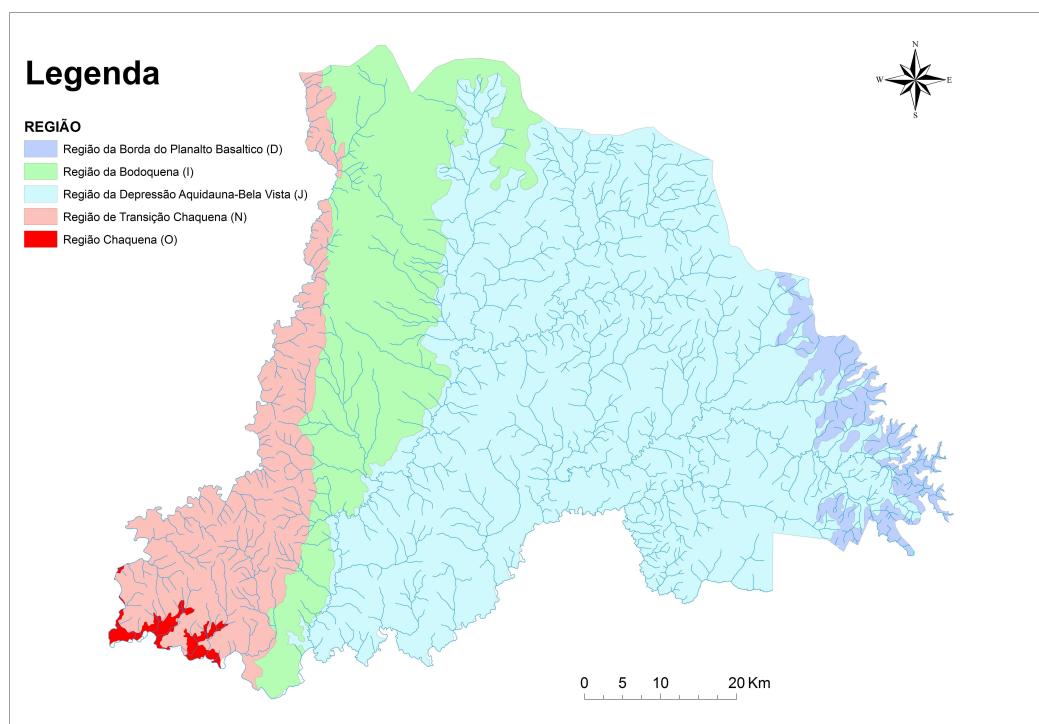 Legenda
REGIÃO
Região da Borda do Planalto Basaltico (D)
Região da Bodoquena (I)
Região da Depressão Aquidauna-Bela Vista (J)
Região de Transição Chaquena (N)
Região Chaquena (O)
N
W E
S
0 5 10 20 Km